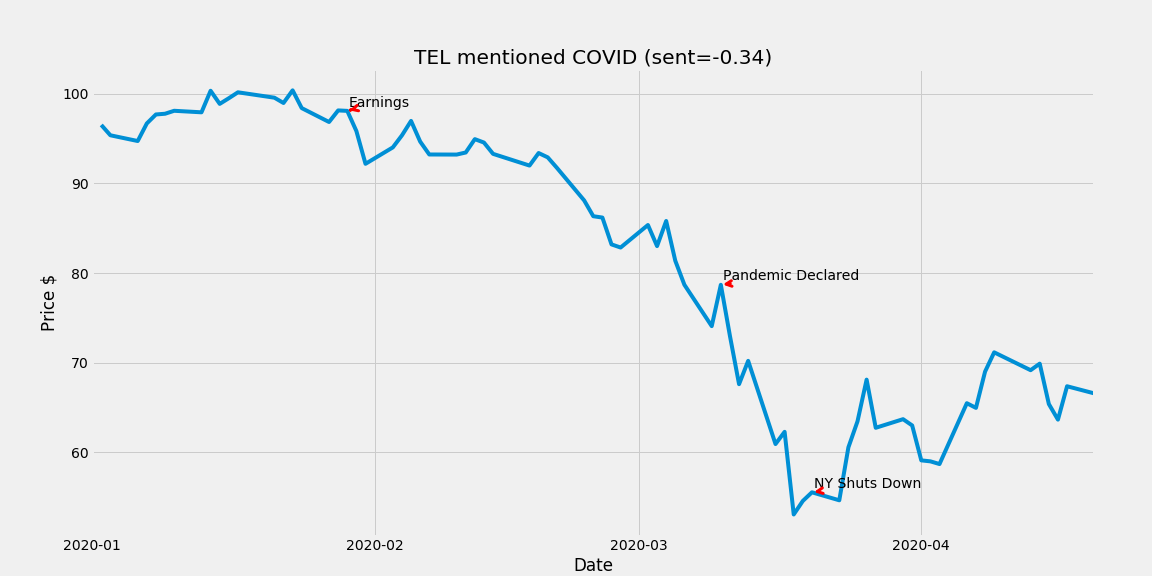 TEL mentioned COVID (sent=-0.34)
100
90
80
70
60
Price $
Earnings
Pandemic Declared
NY Shuts Down
2020-01
2020-02
2020-03
2020-04
Date